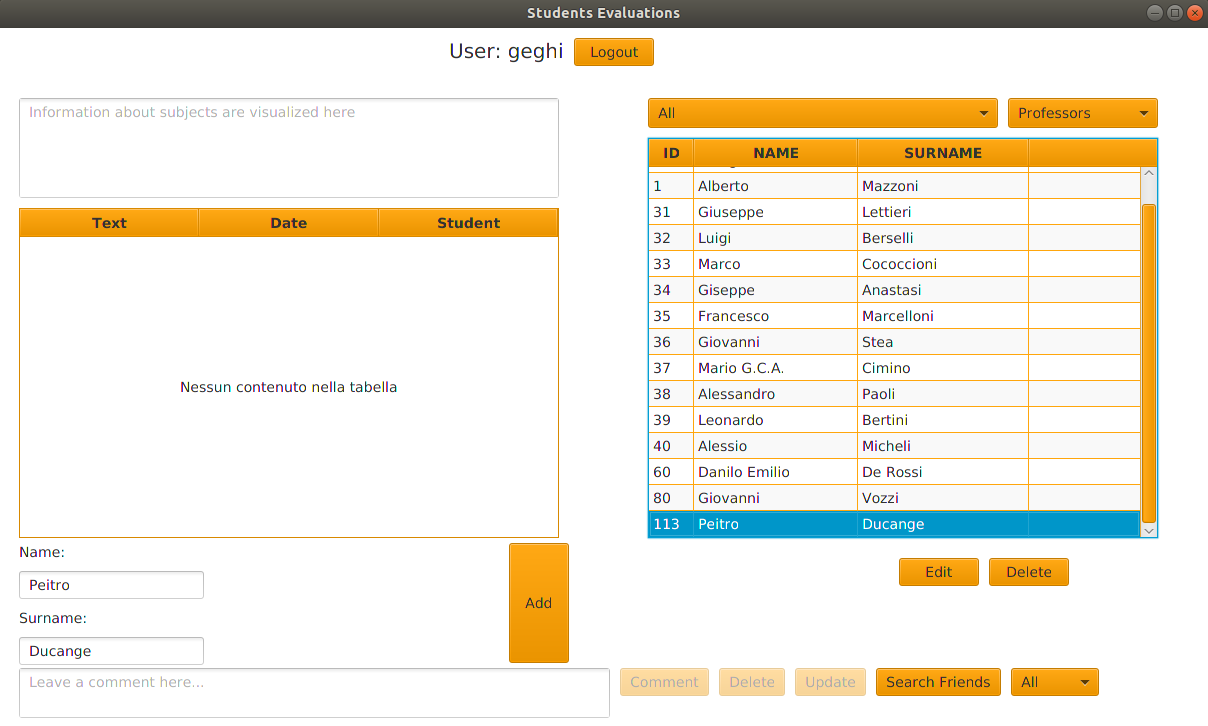 Students Evaluations
User: geghi
Logout
Information about subjects are visualized here
All
Professors
Text Date Student
Nessun contenuto nella tabella
ID NAME SURNAME
1 Alberto Mazzoni
31 Giuseppe Lettieri
32 Luigi Berselli
33 Marco Cococcioni
34 Giseppe Anastasi
35 Francesco Marcelloni
36 Giovanni Stea
37 Mario G.C.A. Cimino
38 Alessandro Paoli
39 Leonardo Bertini
40 Alessio Micheli
60 Danilo Emilio De Rossi
80 Giovanni Vozzi
113 Peitro Ducange
Name:
Peitro
Surname:
Ducange
Add
Edit
Delete
Leave a comment here...
Comment
Delete
Update
Search Friends
All